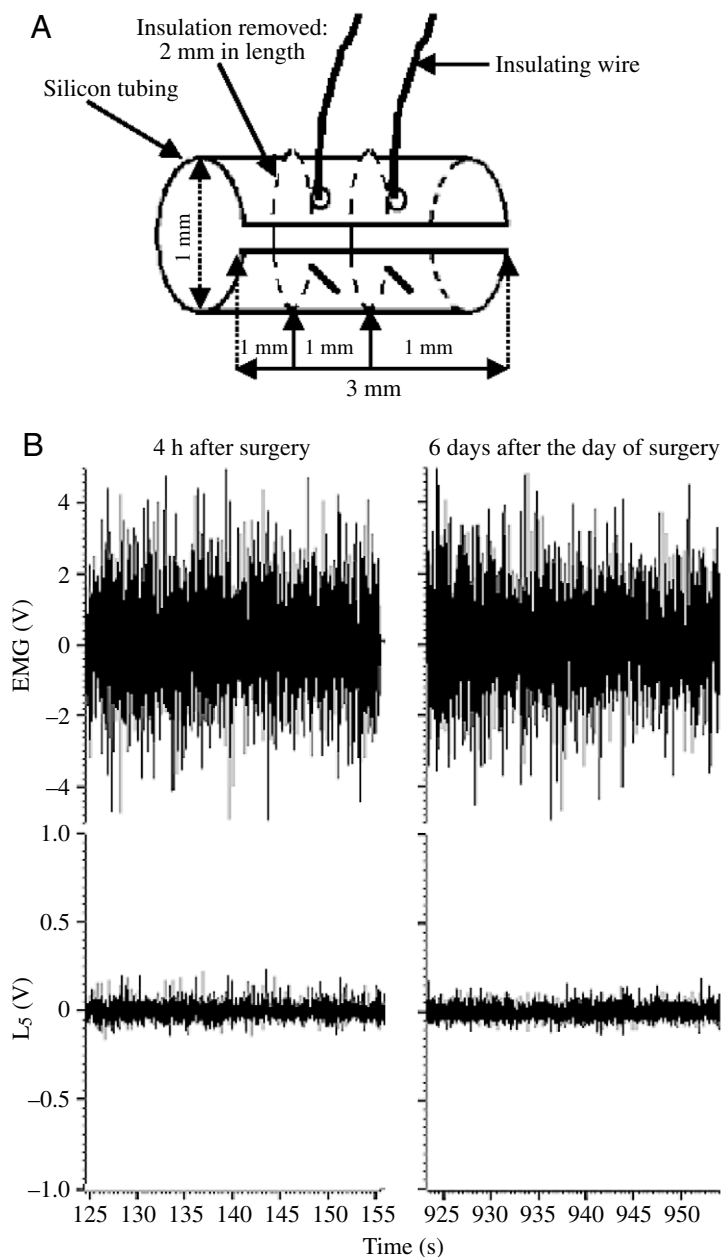 A
Insulation removed:
2 mm in length
Insulating wire
Silicon tubing
1 mm
1 mm 1 mm 1 mm
3 mm
B
4 h after surgery 6 days after the day of surgery
EMG (V)
4
2
0
–2
–4
L5 (V)
1.0
0.5
0
–0.5
–1.0
125 130 135 140 145 150 155 925 930 935 940 945 950
Time (s)